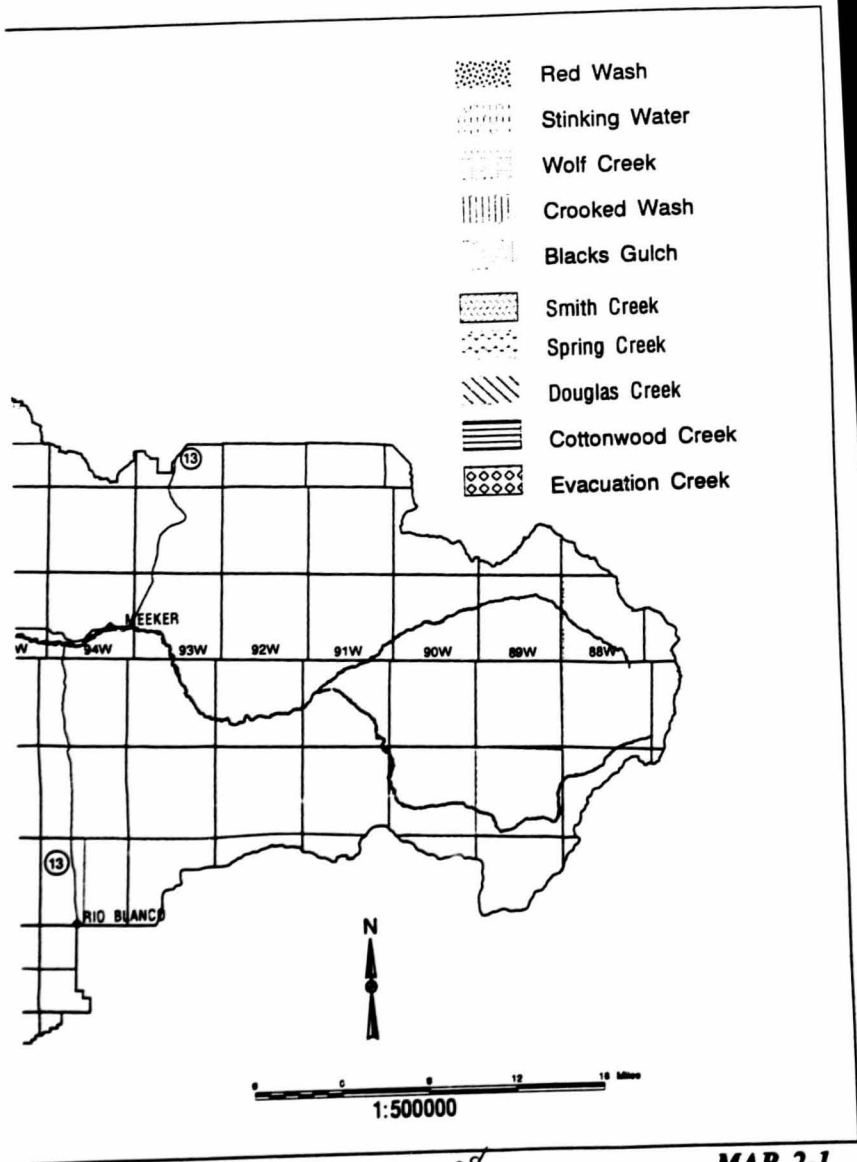 Red Wash
Stinking Water
Wolf Creek
Crooked Wash
Blacks Gulch
Smith Creek
Spring Creek
Douglas Creek
Cottonwood Creek
Evacuation Creek
13
MEEKER
W 94W 93W 92W 91W 90W 89W 88W
13
RIO BLANCO
N
12 16 Miles
1:500000
MAP 2-1